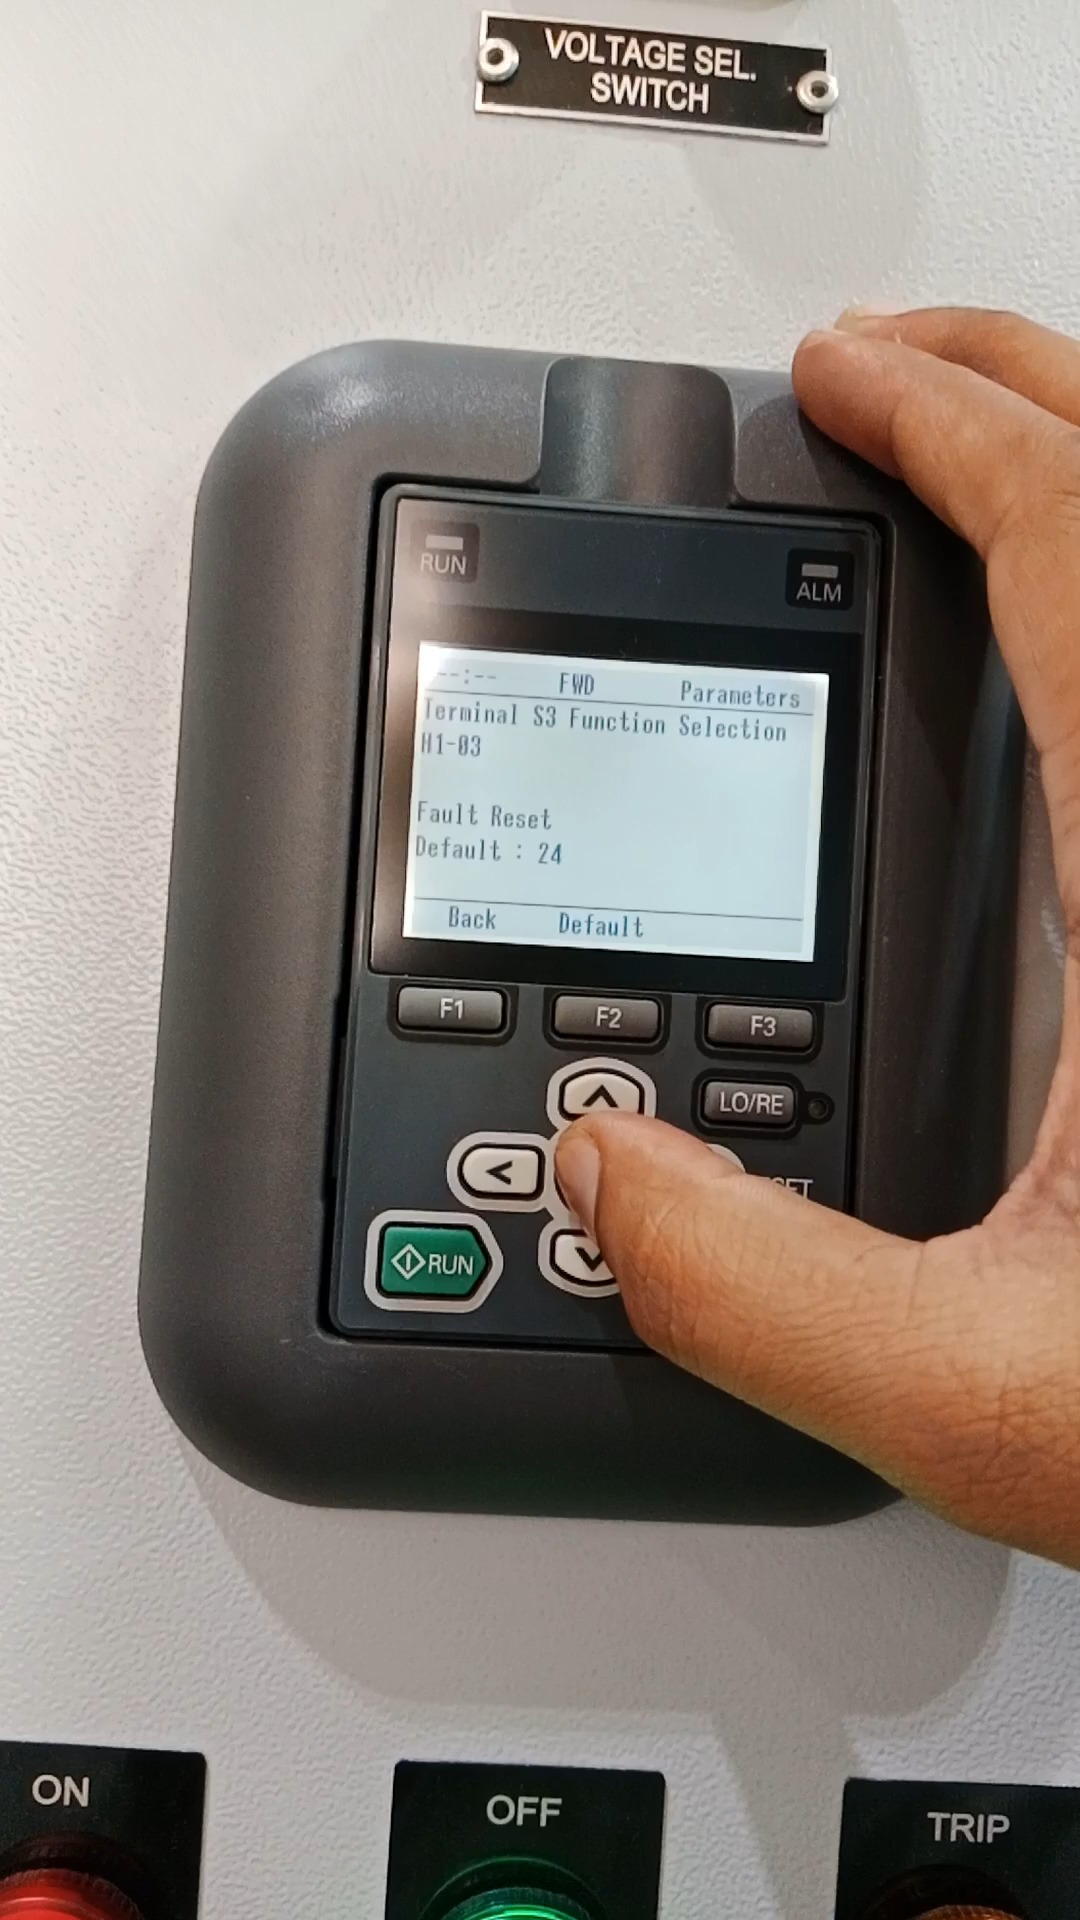 VOLTAGE SEL.
SWITCH
RUN
ALM
--:-- FWD Parameters
Terminal S3 Function Selection
H1-03
Fault Reset
Default : 24
Back Default
F1 F2 F3
LO/RE
RUN
ON OFF TRIP